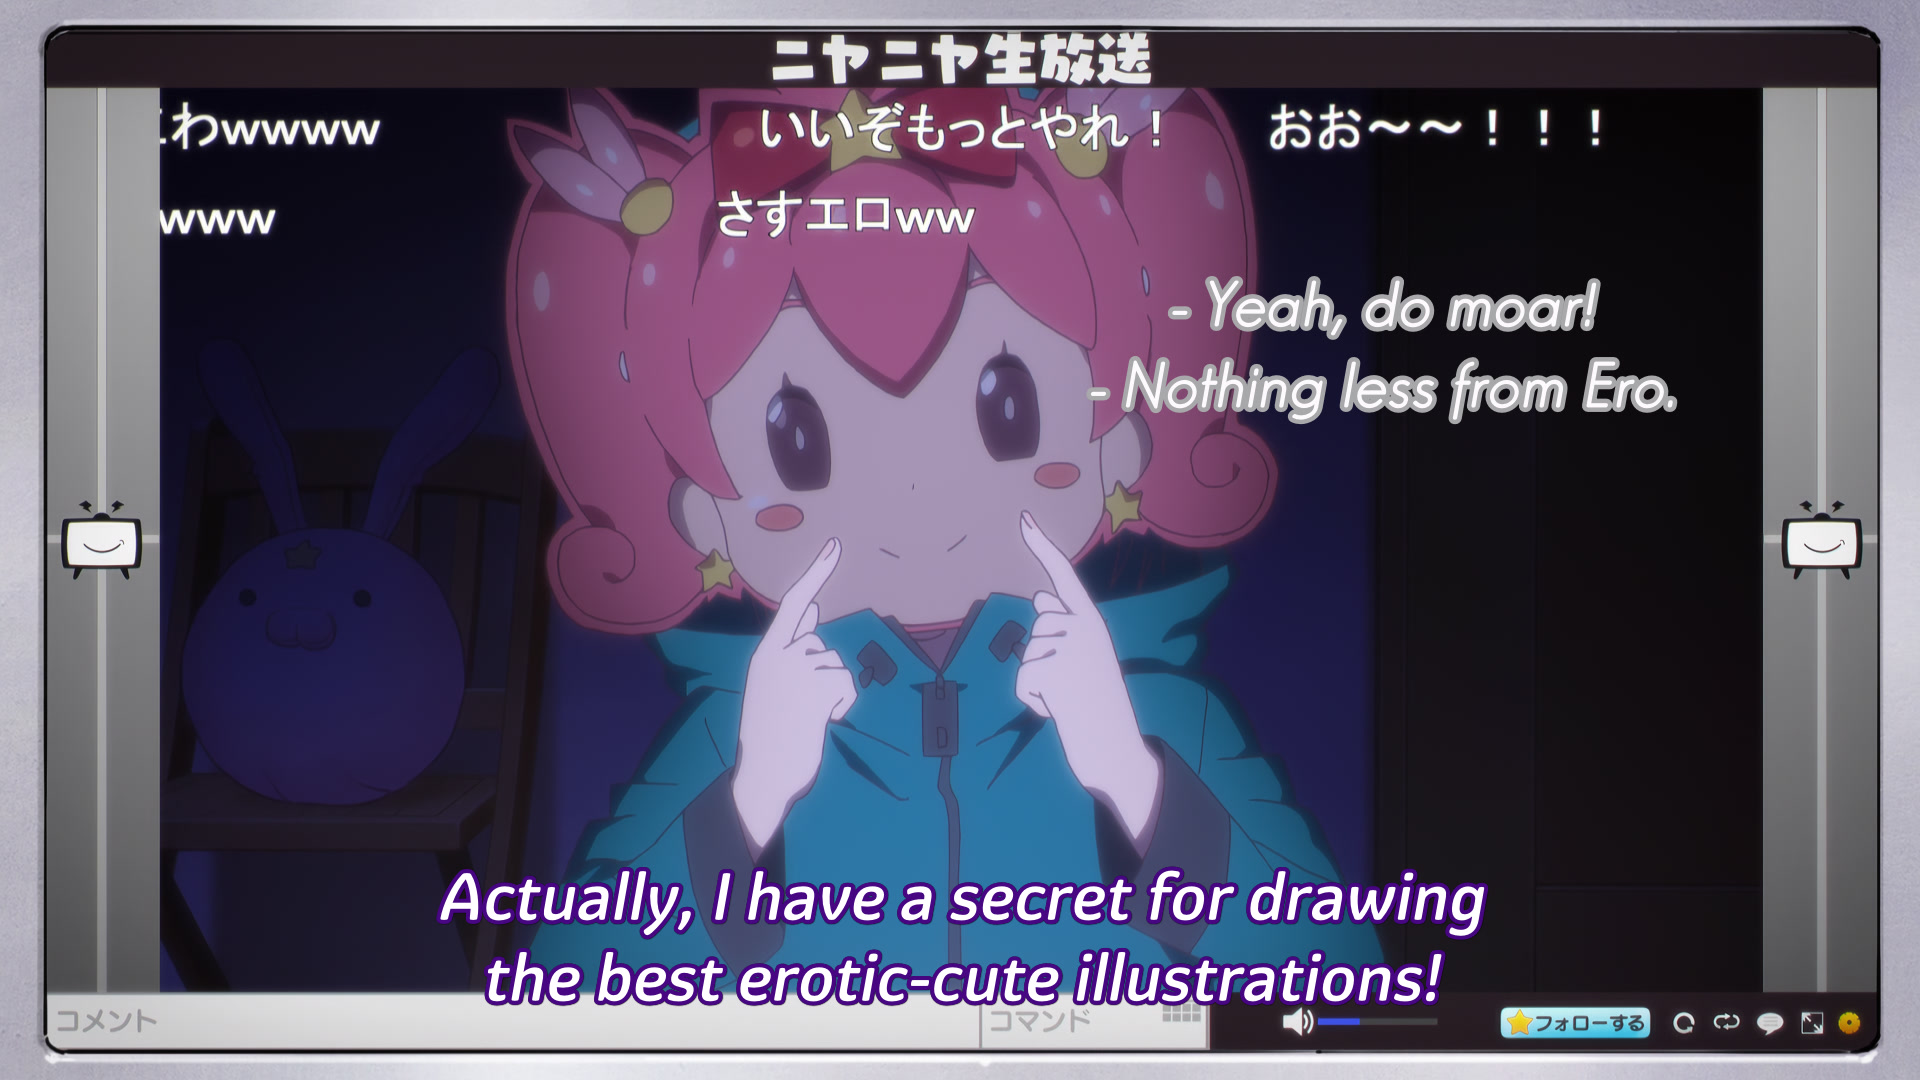 ニヤニヤ生放送
わwwww いいぞもっとやれ！ おお～～！！！
www さすエロww
- Yeah, do moar!
- Nothing less from Ero.
Actually, I have a secret for drawing
the best erotic-cute illustrations!
コメント コマンド フォローする